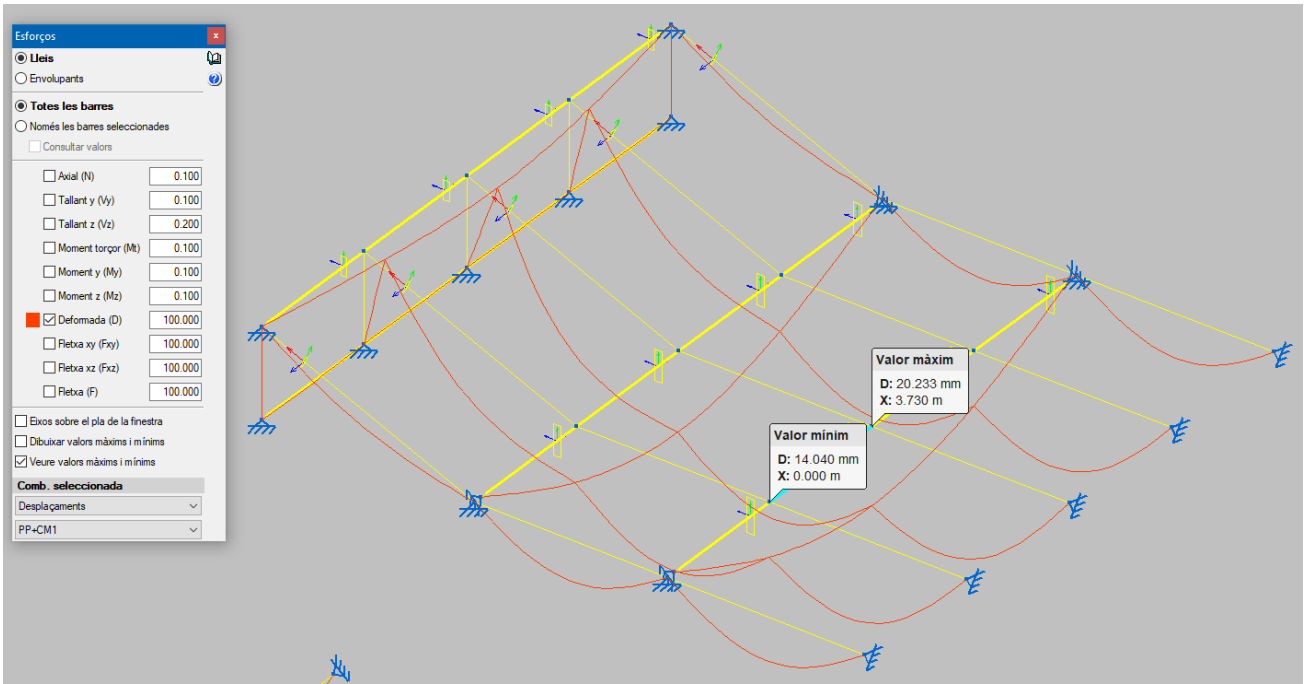 Esforços
x
Lleis
Envolupants
Totes les barres
Només les barres seleccionades
Consultar valors
Axial (N) 0.100
Tallant y (Vy) 0.100
Tallant z (Vz) 0.200
Moment torçor (Mt) 0.100
Moment y (My) 0.100
Moment z (Mz) 0.100
Deformada (D) 100.000
Fletxa xy (Fxy) 100.000
Fletxa xz (Fxz) 100.000
Fletxa (F) 100.000
Eixos sobre el pla de la finestra
Dibuixar valors màxims i mínims
Veure valors màxims i mínims
Comb. seleccionada
Desplaçaments
PP+CM1
Valor màxim
D: 20.233 mm
X: 3.730 m
Valor mínim
D: 14.040 mm
X: 0.000 m